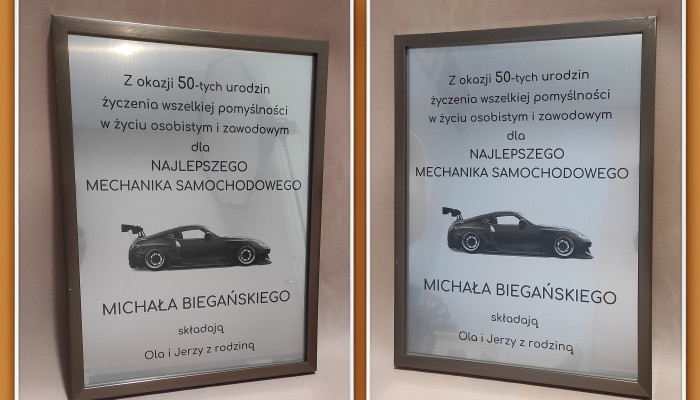 Z okazji 50-tych urodzin
życzenia wszelkiej pomyślności
w życiu osobistym i zawodowym
dla
NAJLEPSZEGO
MECHANIKA SAMOCHODOWEGO
MICHAŁA BIEGAŃSKIEGO
składają
Ola i Jerzy z rodziną
Z okazji 50-tych urodzin
życzenia wszelkiej pomyślności
w życiu osobistym i zawodowym
dla
NAJLEPSZEGO
MECHANIKA SAMOCHODOWEGO
MICHAŁA BIEGAŃSKIEGO
składają
Ola i Jerzy z rodziną